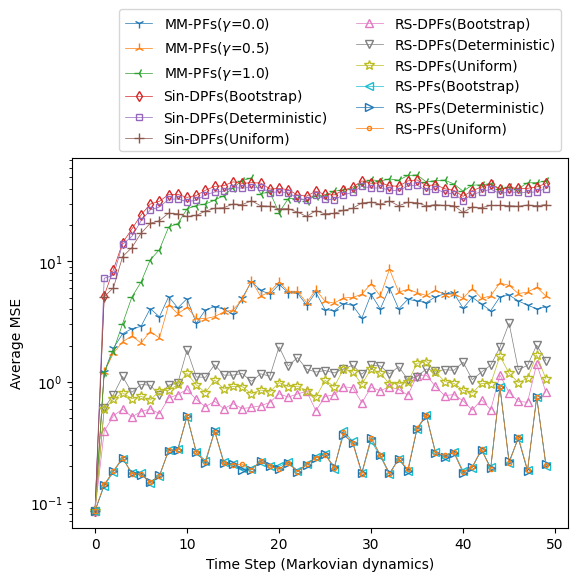 MM-PFs(γ=0.0)
MM-PFs(γ=0.5)
MM-PFs(γ=1.0)
Sin-DPFs(Bootstrap)
Sin-DPFs(Deterministic)
Sin-DPFs(Uniform)
RS-DPFs(Bootstrap)
RS-DPFs(Deterministic)
RS-DPFs(Uniform)
RS-PFs(Bootstrap)
RS-PFs(Deterministic)
RS-PFs(Uniform)
Average MSE
10¹
10⁰
10⁻¹
0 10 20 30 40 50
Time Step (Markovian dynamics)